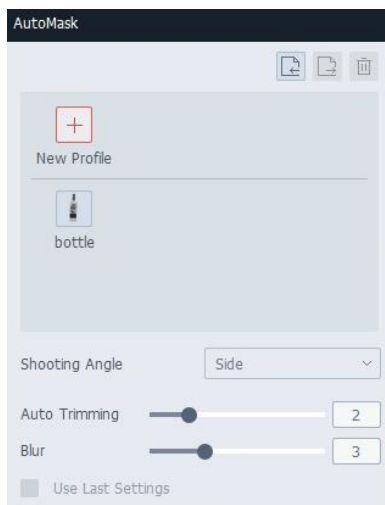 AutoMask
New Profile
bottle
Shooting Angle Side
Auto Trimming 2
Blur 3
Use Last Settings